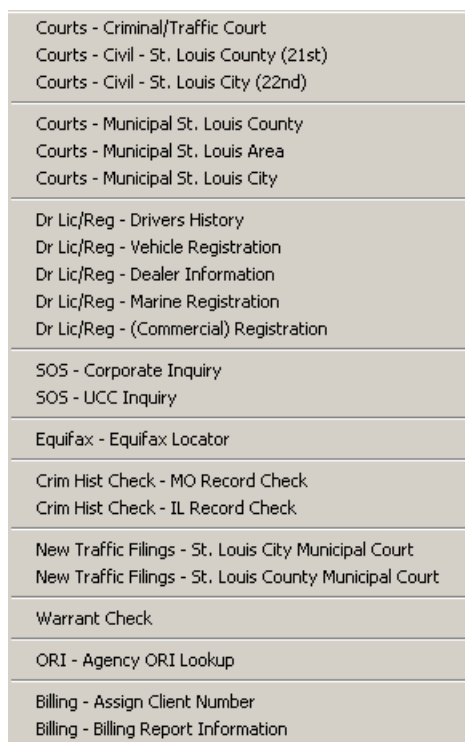 Courts - Criminal/Traffic Court
Courts - Civil - St. Louis County (21st)
Courts - Civil - St. Louis City (22nd)
Courts - Municipal St. Louis County
Courts - Municipal St. Louis Area
Courts - Municipal St. Louis City
Dr Lic/Reg - Drivers History
Dr Lic/Reg - Vehicle Registration
Dr Lic/Reg - Dealer Information
Dr Lic/Reg - Marine Registration
Dr Lic/Reg - (Commercial) Registration
SOS - Corporate Inquiry
SOS - UCC Inquiry
Equifax - Equifax Locator
Crim Hist Check - MO Record Check
Crim Hist Check - IL Record Check
New Traffic Filings - St. Louis City Municipal Court
New Traffic Filings - St. Louis County Municipal Court
Warrant Check
ORI - Agency ORI Lookup
Billing - Assign Client Number
Billing - Billing Report Information